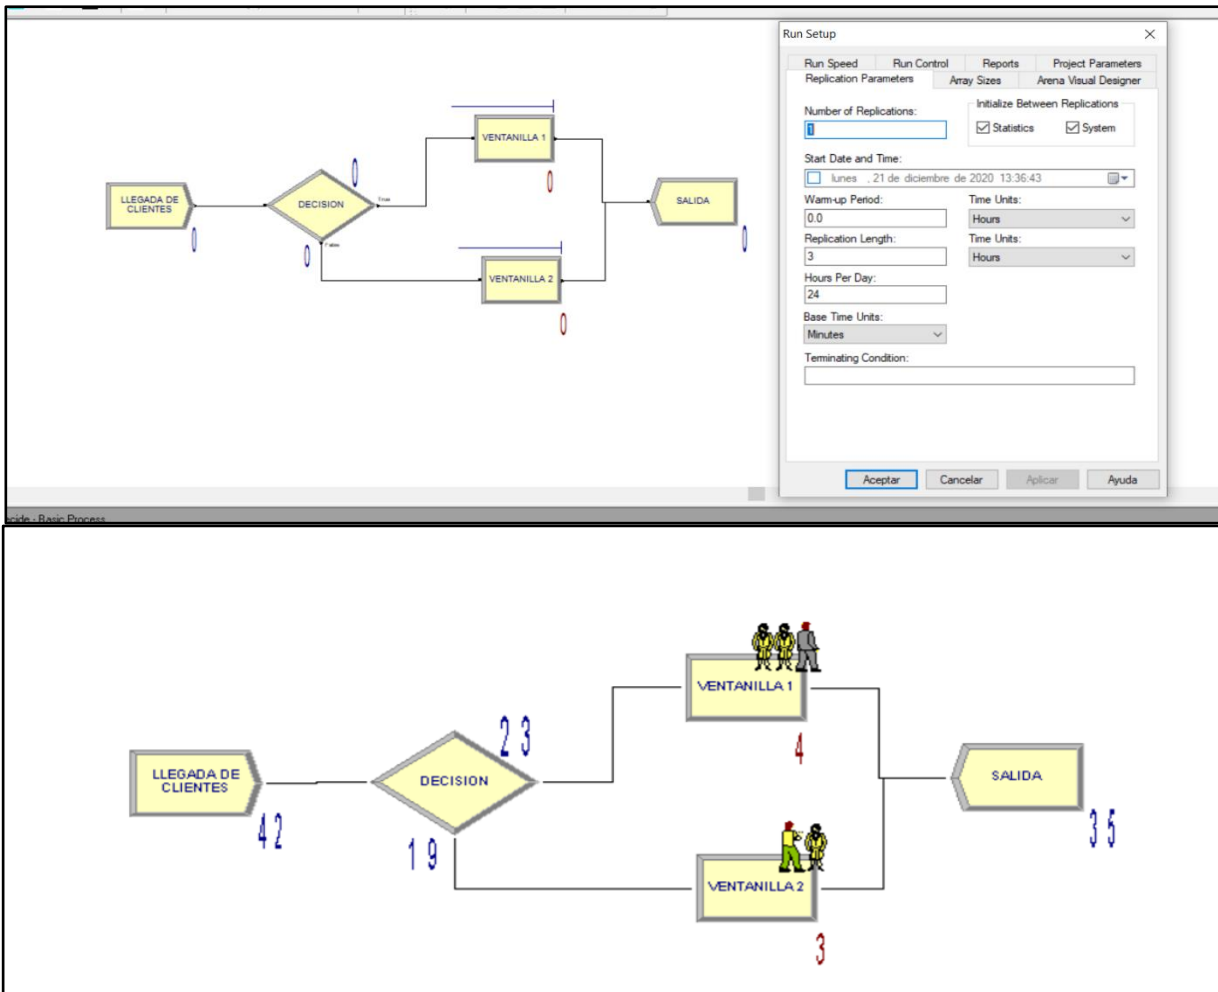 Run Setup
Run Speed Run Control Reports Project Parameters
Replication Parameters Array Sizes Arena Visual Designer
Number of Replications:
1
Initialize Between Replications
Statistics System
Start Date and Time:
lunes , 21 de diciembre de 2020 13:36:43
Warm-up Period: Time Units:
0.0 Hours
Replication Length: Time Units:
3 Hours
Hours Per Day:
24
Base Time Units:
Minutes
Terminating Condition:
Aceptar Cancelar Aplicar Ayuda
LLEGADA DE
CLIENTES
0
DECISION
0
True
0
False
VENTANILLA 1
0
VENTANILLA 2
0
SALIDA
0
cide - Basic Process
LLEGADA DE
CLIENTES
42
DECISION
23
19
VENTANILLA 1
4
VENTANILLA 2
3
SALIDA
35